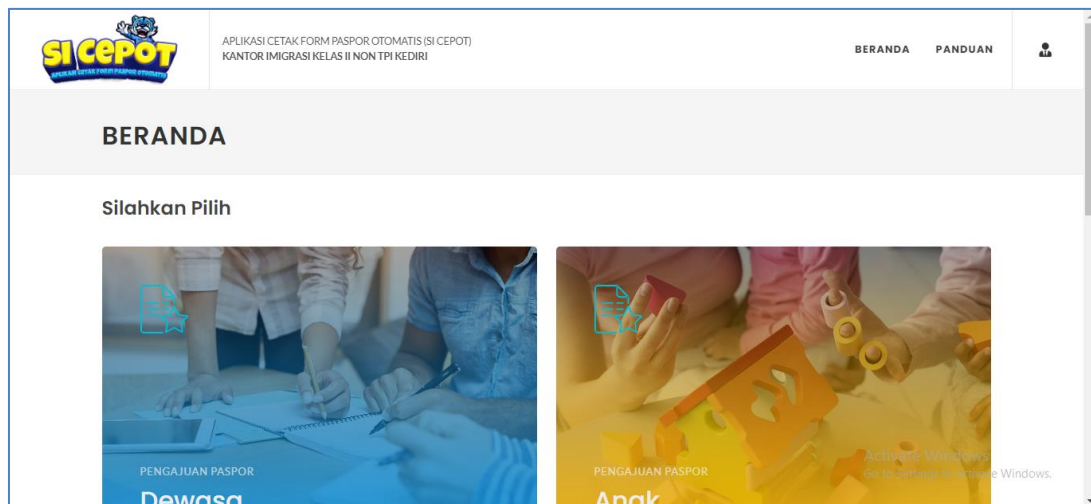 SI CEPOT
APLIKASI CETAK FORM PASPOR OTOMATIS
APLIKASI CETAK FORM PASPOR OTOMATIS (SI CEPOT)
KANTOR IMIGRASI KELAS II NON TPI KEDIRI
BERANDA PANDUAN
BERANDA
Silahkan Pilih
PENGAJUAN PASPOR
Dewasa
PENGAJUAN PASPOR
Anak
Activate Windows
Go to Settings to activate Windows.